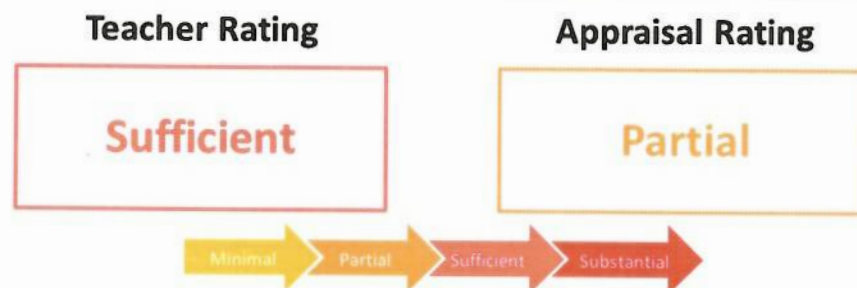 Teacher Rating
Appraisal Rating
Sufficient
Partial
Minimal
Partial
Sufficient
Substantial